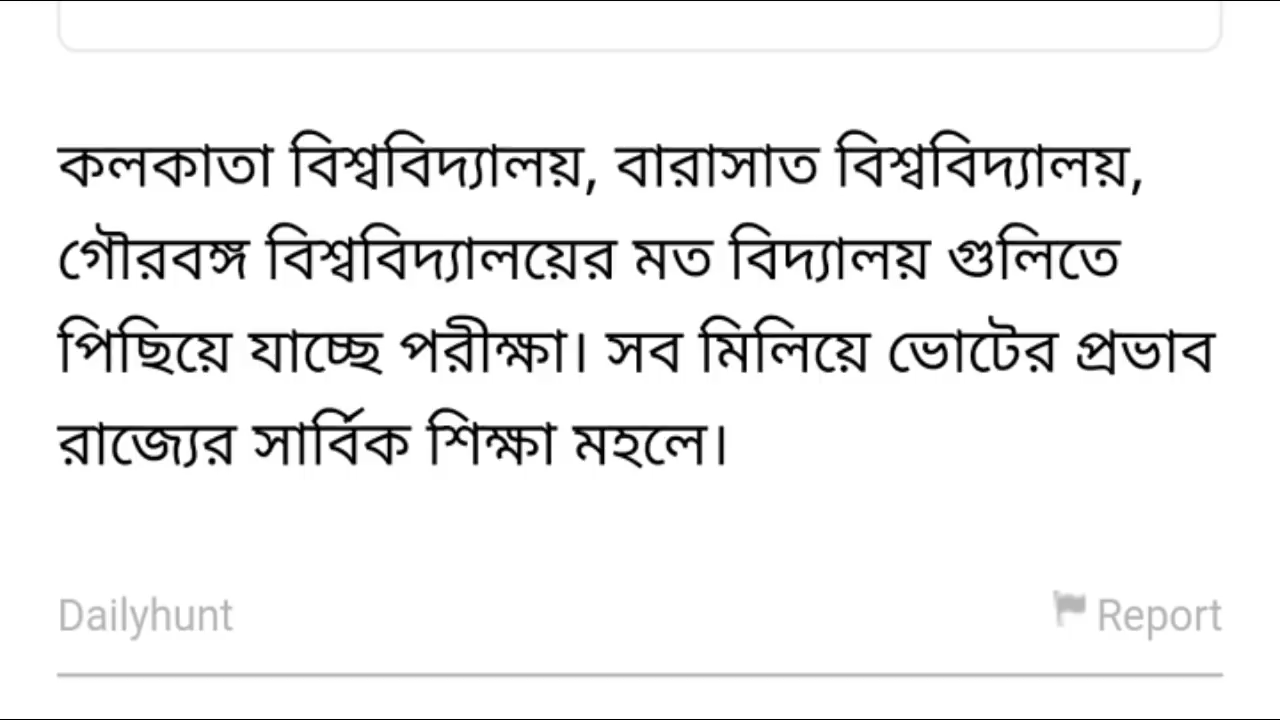 কলকাতা বিশ্ববিদ্যালয়, বারাসাত বিশ্ববিদ্যালয়,
গৌরবঙ্গ বিশ্ববিদ্যালয়ের মত বিদ্যালয় গুলিতে
পিছিয়ে যাচ্ছে পরীক্ষা। সব মিলিয়ে ভোটের প্রভাব
রাজ্যের সার্বিক শিক্ষা মহলে।
Dailyhunt Report